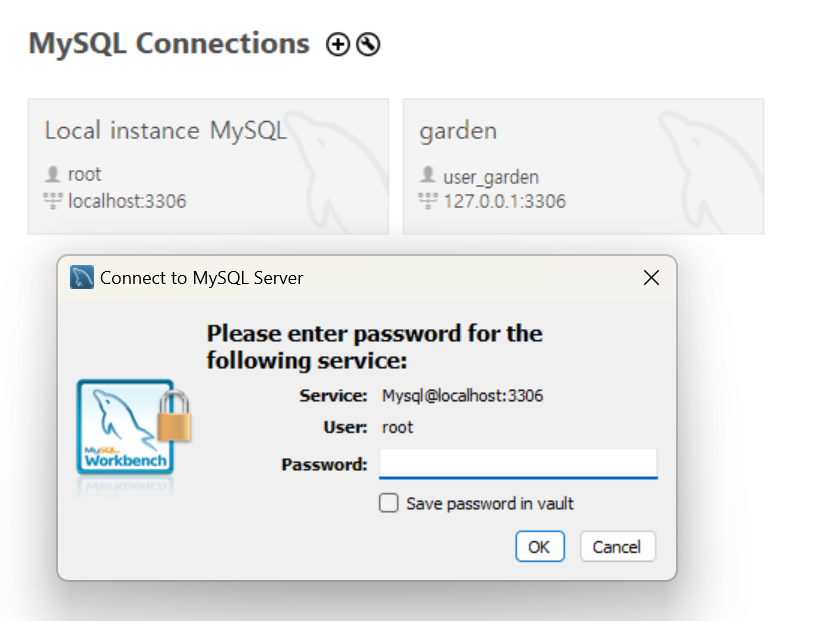 MySQL Connections
Local instance MySQL
root
localhost:3306
garden
user_garden
127.0.0.1:3306
Connect to MySQL Server
Please enter password for the
following service:
Service: Mysql@localhost:3306
User: root
Password:
Save password in vault
OK Cancel
MySQL
Workbench